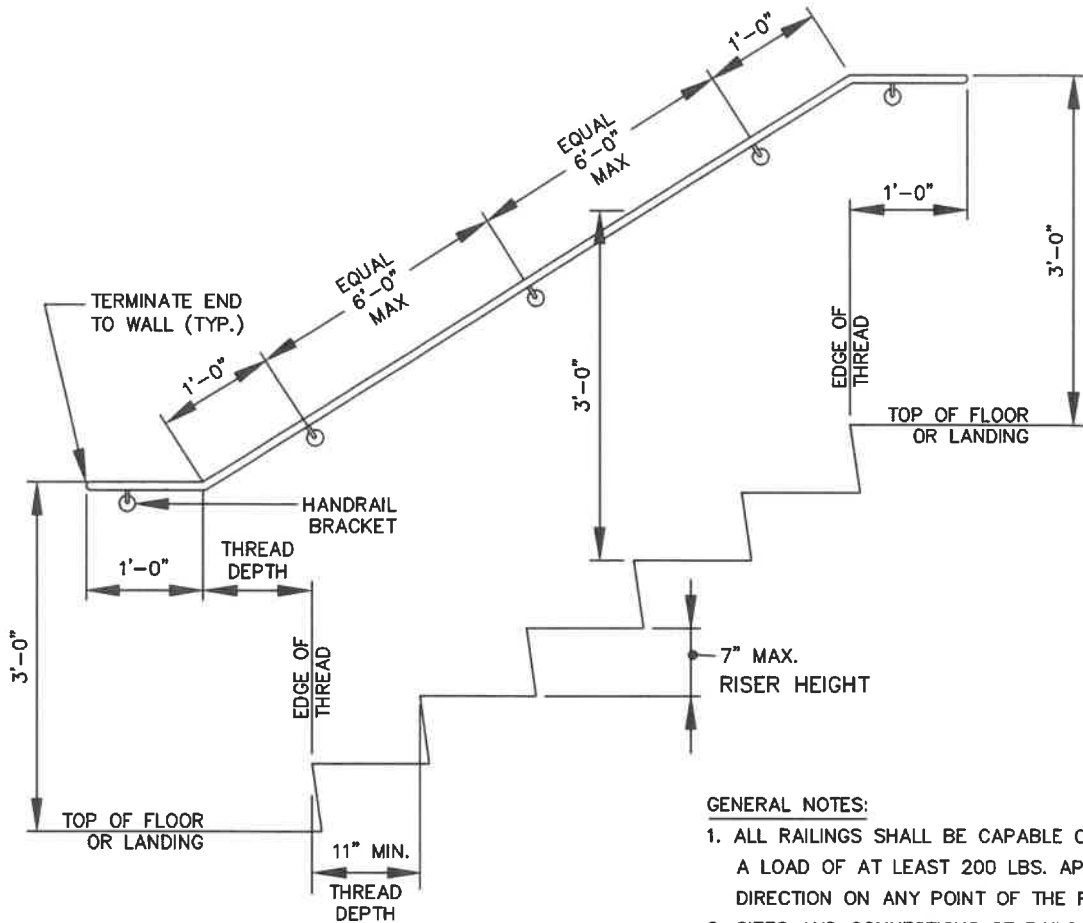 1'-0"
EQUAL
6'-0"
MAX
1'-0"
3'-0"
EQUAL
6'-0"
MAX
TERMINATE END
TO WALL (TYP.)
EDGE OF
THREAD
3'-0"
1'-0"
TOP OF FLOOR
OR LANDING
HANDRAIL
BRACKET
1'-0"
THREAD
DEPTH
3'-0"
EDGE OF
THREAD
7" MAX.
RISER HEIGHT
TOP OF FLOOR
OR LANDING
11" MIN.
THREAD
DEPTH
GENERAL NOTES:
1. ALL RAILINGS SHALL BE CAPABLE
A LOAD OF AT LEAST 200 LBS.
DIRECTION ON ANY POINT OF THE